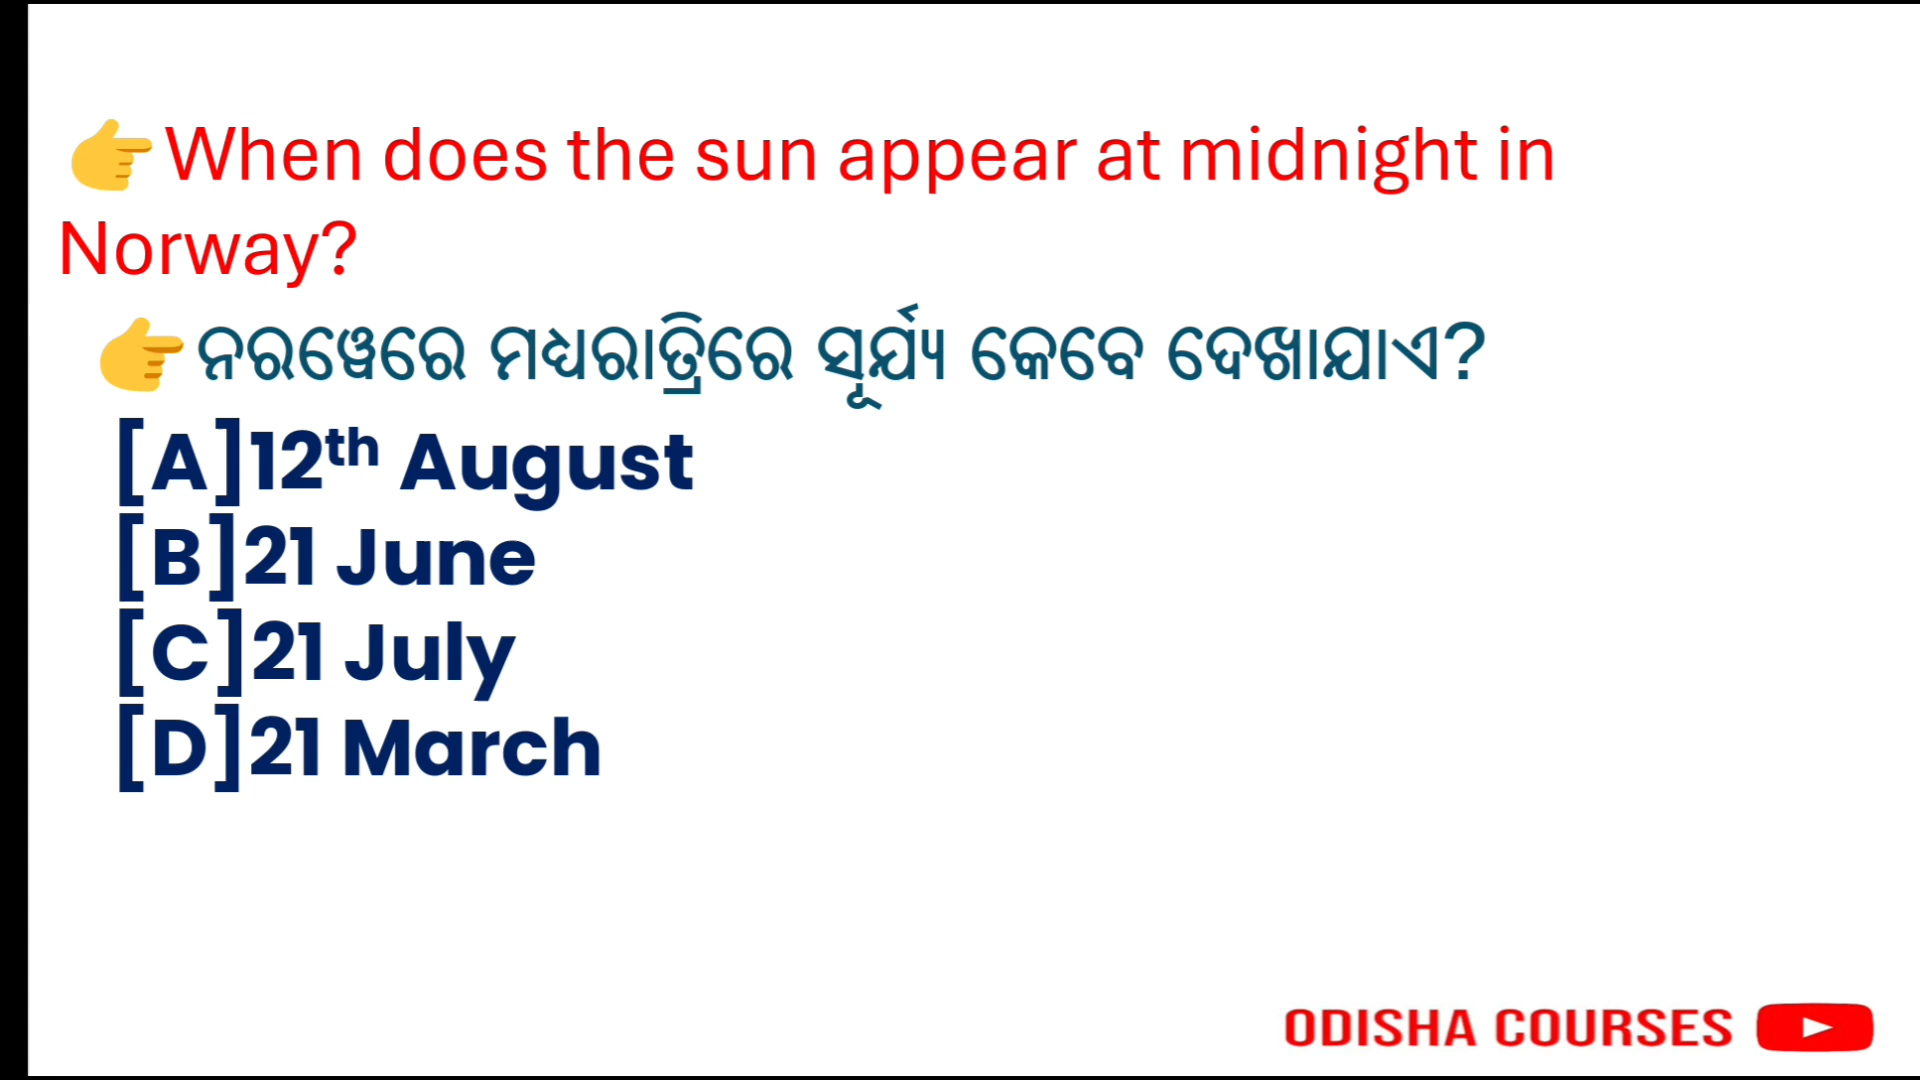 👉When does the sun appear at midnight in
Norway?
👉ନରୱେରେ ମଧ୍ୟରାତ୍ରିରେ ସୂର୍ଯ୍ୟ କେବେ ଦେଖାଯାଏ?
[A]12th August
[B]21 June
[C]21 July
[D]21 March
ODISHA COURSES